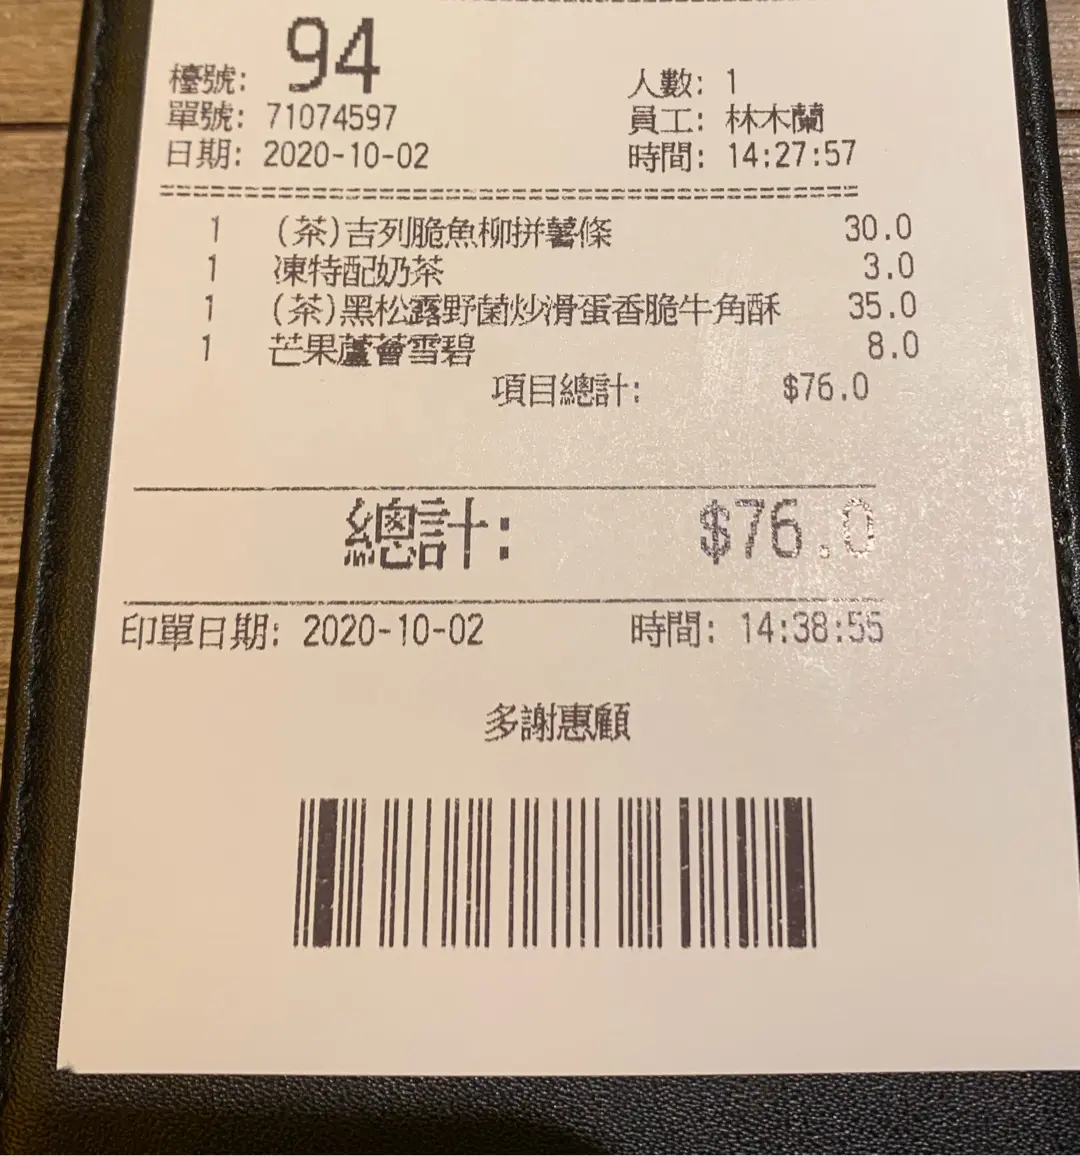 檯號: 94 人數: 1
單號: 71074597 員工: 林木蘭
日期: 2020-10-02 時間: 14:27:57
1 (茶)吉列脆魚柳拼薯條 30.0
1 凍特配奶茶 3.0
1 (茶)黑松露野菌炒滑蛋香脆牛角酥 35.0
1 芒果蘆薈雪碧 8.0
項目總計: $76.0
總計: $76.0
印單日期: 2020-10-02 時間: 14:38:55
多謝惠顧